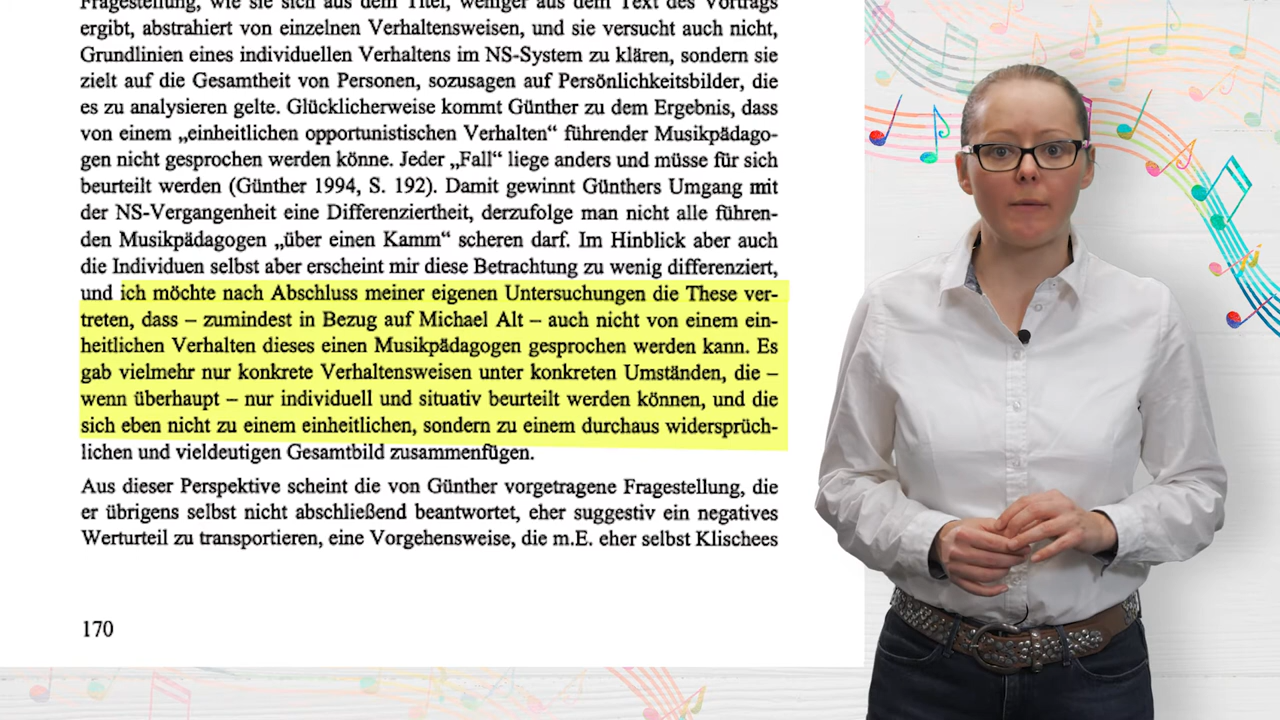 Fragestellung, wie sie sich aus dem Titel, weniger aus dem Text des Vortrags
ergibt, abstrahiert von einzelnen Verhaltensweisen, und sie versucht auch nicht,
Grundlinien eines individuellen Verhaltens im NS-System zu klären, sondern sie
zielt auf die Gesamtheit von Personen, sozusagen auf Persönlichkeitsbilder, die
es zu analysieren gelte. Glücklicherweise kommt Günther zu dem Ergebnis, dass
von einem „einheitlichen opportunistischen Verhalten“ führender Musikpädago-
gen nicht gesprochen werden könne. Jeder „Fall“ liege anders und müsse für sich
beurteilt werden (Günther 1994, S. 192). Damit gewinnt Günthers Umgang mit
der NS-Vergangenheit eine Differenziertheit, derzufolge man nicht alle führen-
den Musikpädagogen „über einen Kamm“ scheren darf. Im Hinblick aber auch
die Individuen selbst aber erscheint mir diese Betrachtung zu wenig differenziert,
und ich möchte nach Abschluss meiner eigenen Untersuchungen die These ver-
treten, dass – zumindest in Bezug auf Michael Alt – auch nicht von einem ein-
heitlichen Verhalten dieses einen Musikpädagogen gesprochen werden kann. Es
gab vielmehr nur konkrete Verhaltensweisen unter konkreten Umständen, die –
wenn überhaupt – nur individuell und situativ beurteilt werden können, und die
sich eben nicht zu einem einheitlichen, sondern zu einem durchaus widersprüch-
lichen und vieldeutigen Gesamtbild zusammenfügen.
Aus dieser Perspektive scheint die von Günther vorgetragene Fragestellung, die
er übrigens selbst nicht abschließend beantwortet, eher suggestiv ein negatives
Werturteil zu transportieren, eine Vorgehensweise, die m.E. eher selbst Klischees
170